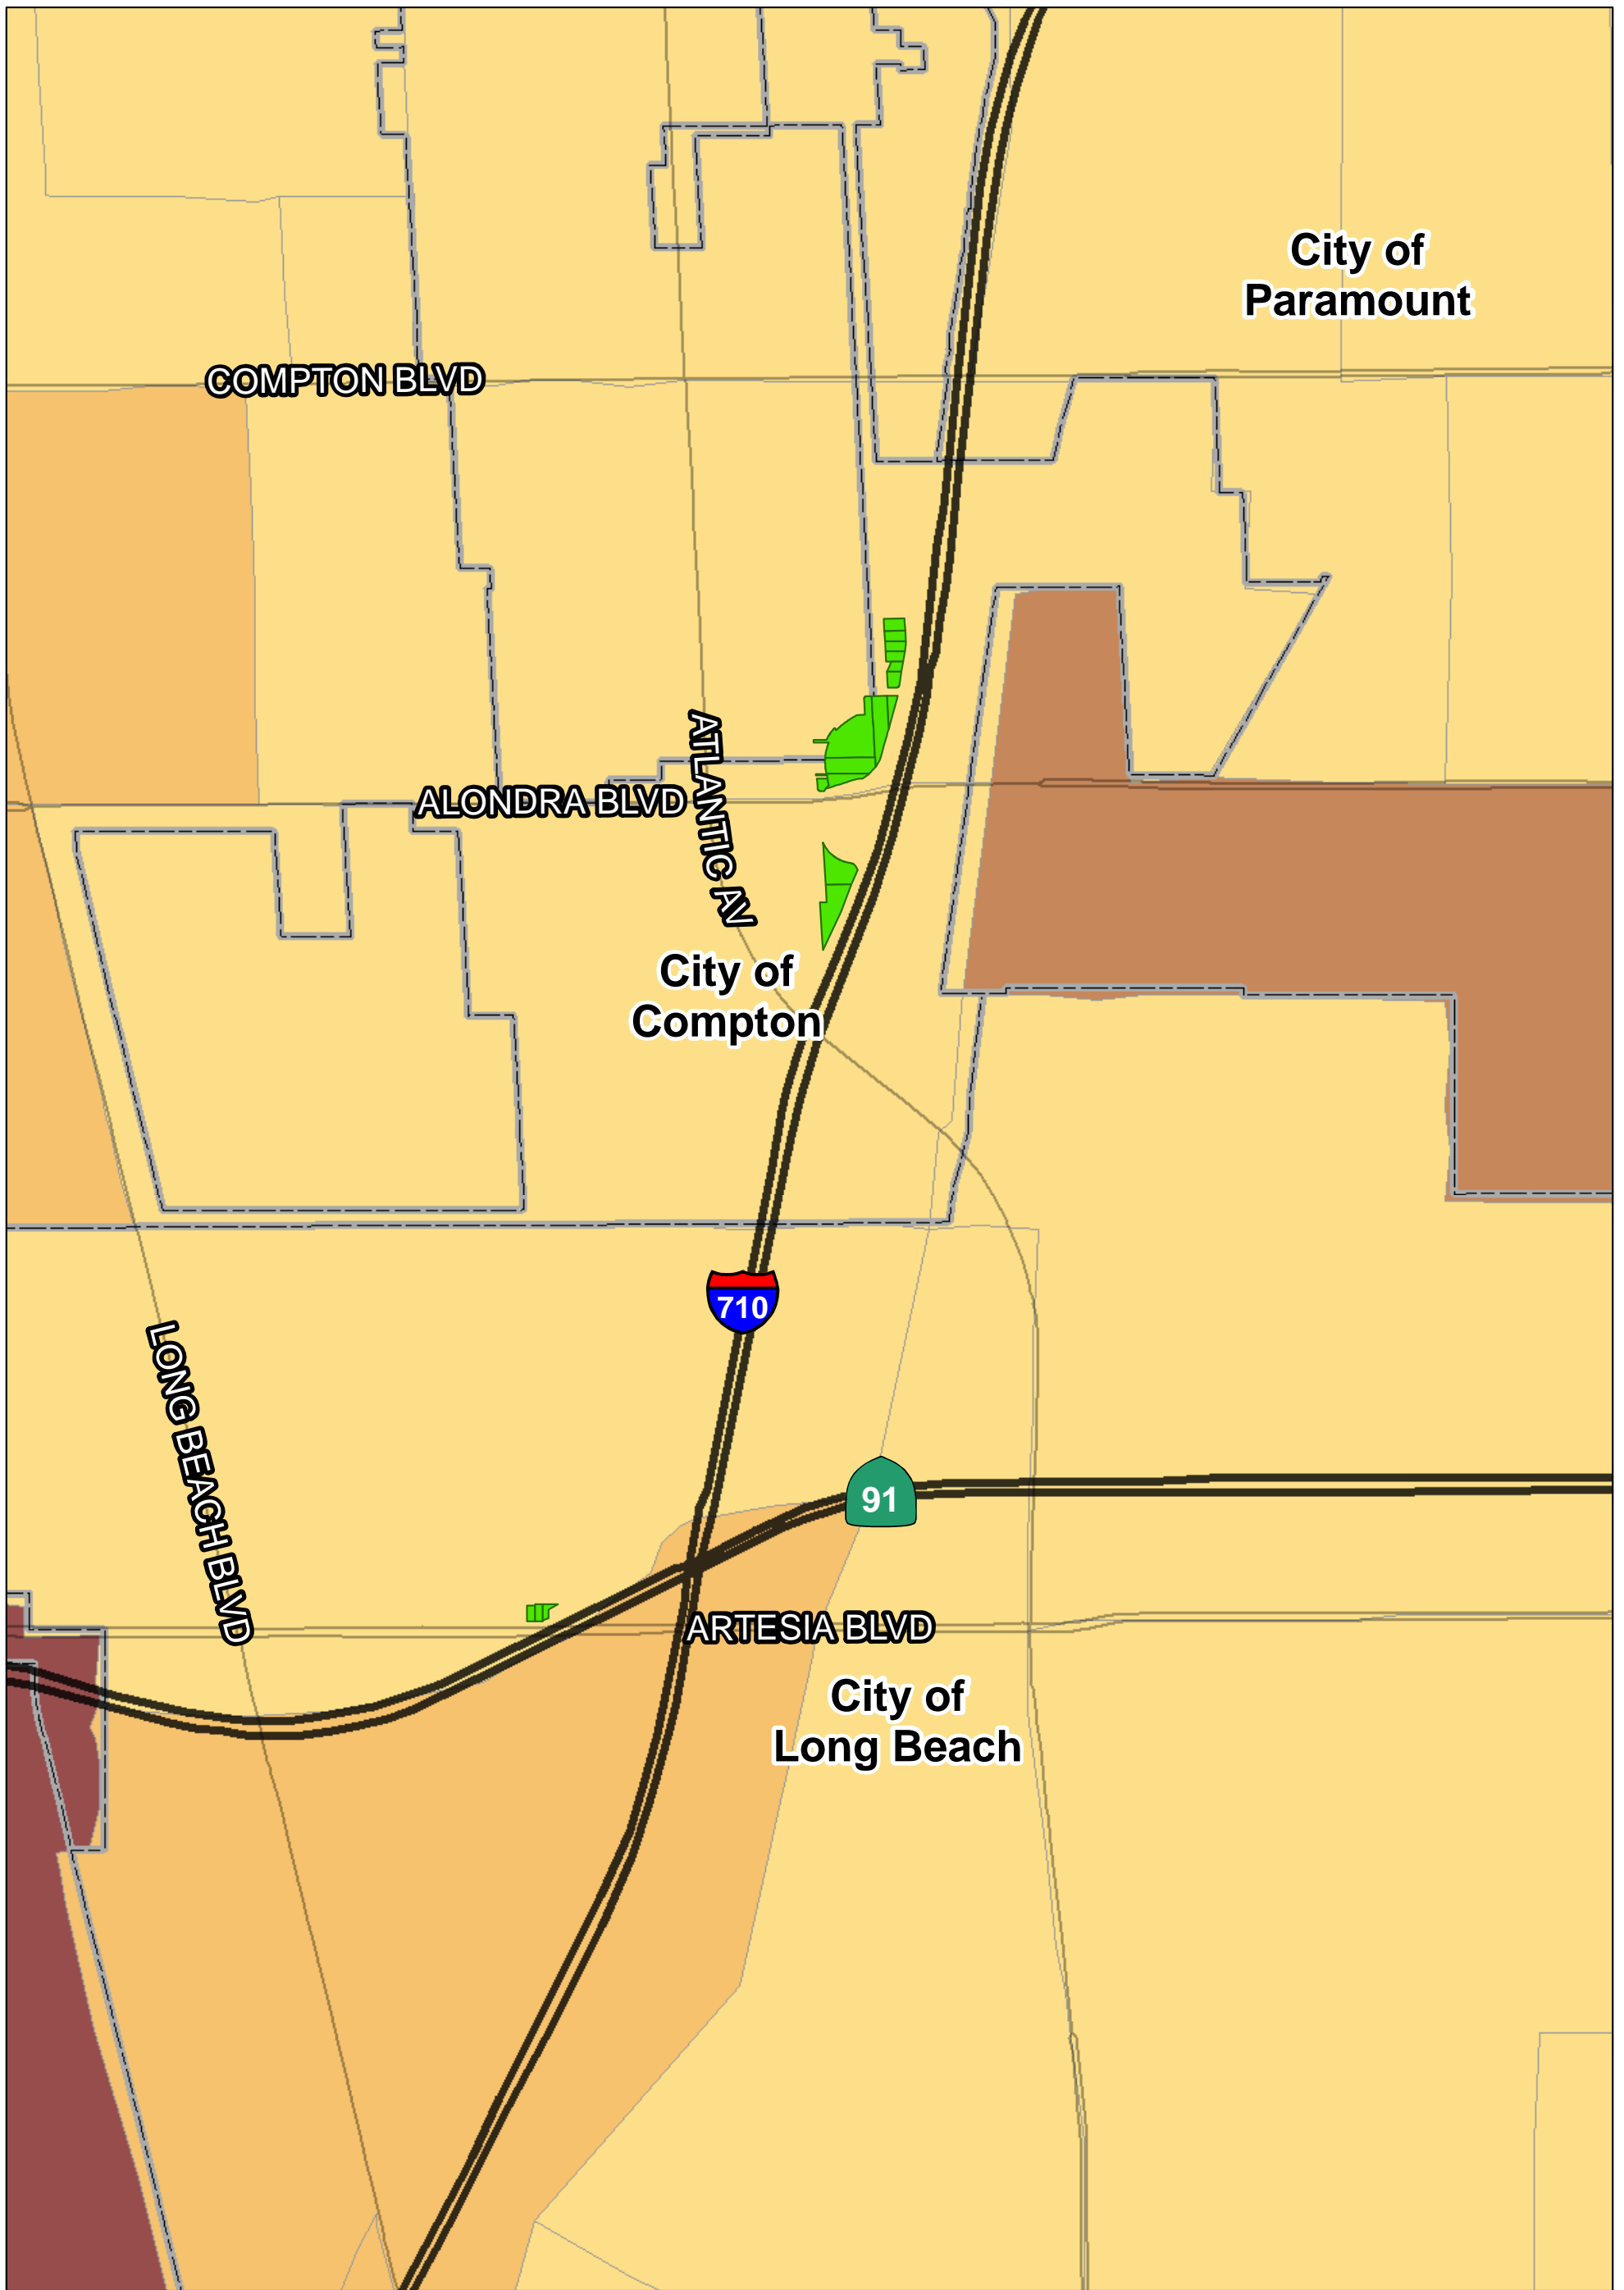 City of
Paramount
COMPTON BLVD
ATLANTIC AV
ALONDRA BLVD
City of
Compton
710
LONG BEACH BLVD
91
ARTESIA BLVD
City of
Long Beach